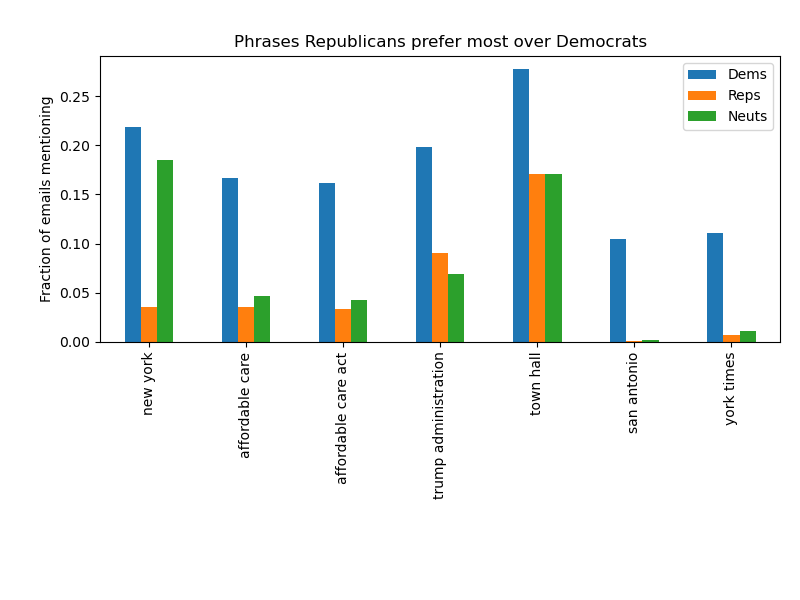 Phrases Republicans prefer most over Democrats
Fraction of emails mentioning
0.25
0.20
0.15
0.10
0.05
0.00
Dems
Reps
Neuts
new york
affordable care
affordable care act
trump administration
town hall
san antonio
york times